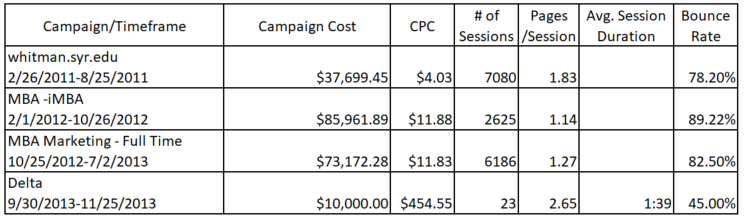 Campaign/Timeframe Campaign Cost CPC # of Sessions Pages /Session Avg. Session Duration Bounce Rate
whitman.syr.edu
2/26/2011-8/25/2011 $37,699.45 $4.03 7080 1.83 78.20%
MBA -iMBA
2/1/2012-10/26/2012 $85,961.89 $11.88 2625 1.14 89.22%
MBA Marketing - Full Time
10/25/2012-7/2/2013 $73,172.28 $11.83 6186 1.27 82.50%
Delta
9/30/2013-11/25/2013 $10,000.00 $454.55 23 2.65 1:39 45.00%